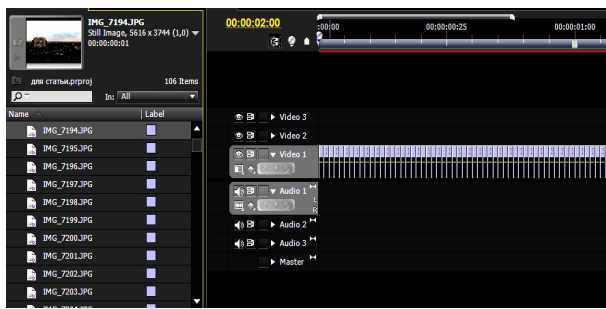 IMG_7194.JPG
Still Image, 5616 x 3744 (1,0)
00:00:00:01
для статьи.prproj
106 Items
In: All
Name
Label
IMG_7194.JPG
IMG_7195.JPG
IMG_7196.JPG
IMG_7197.JPG
IMG_7198.JPG
IMG_7199.JPG
IMG_7200.JPG
IMG_7201.JPG
IMG_7202.JPG
IMG_7203.JPG
00:00:02:00
:00:00
00:00:00:25
00:00:01:00
Video 3
Video 2
Video 1
Audio 1
L
R
Audio 2
Audio 3
Master